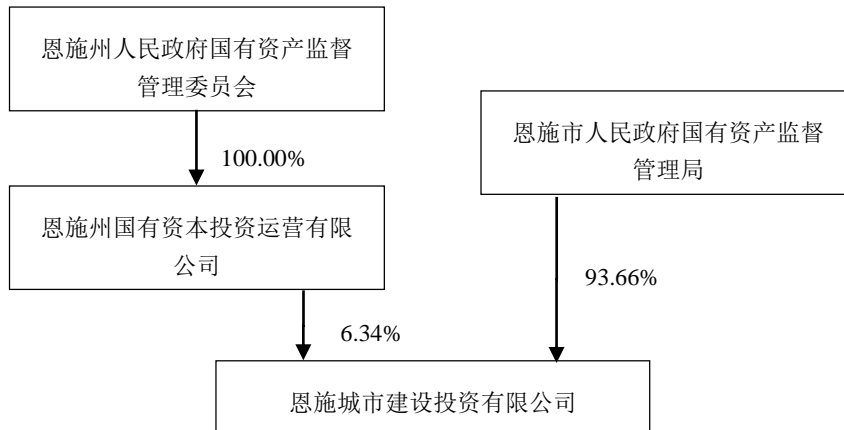 恩施州人民政府国有资产监督
管理委员会
恩施市人民政府国有资产监督
管理局
100.00%
恩施州国有资本投资运营有限
公司
93.66%
6.34%
恩施城市建设投资有限公司